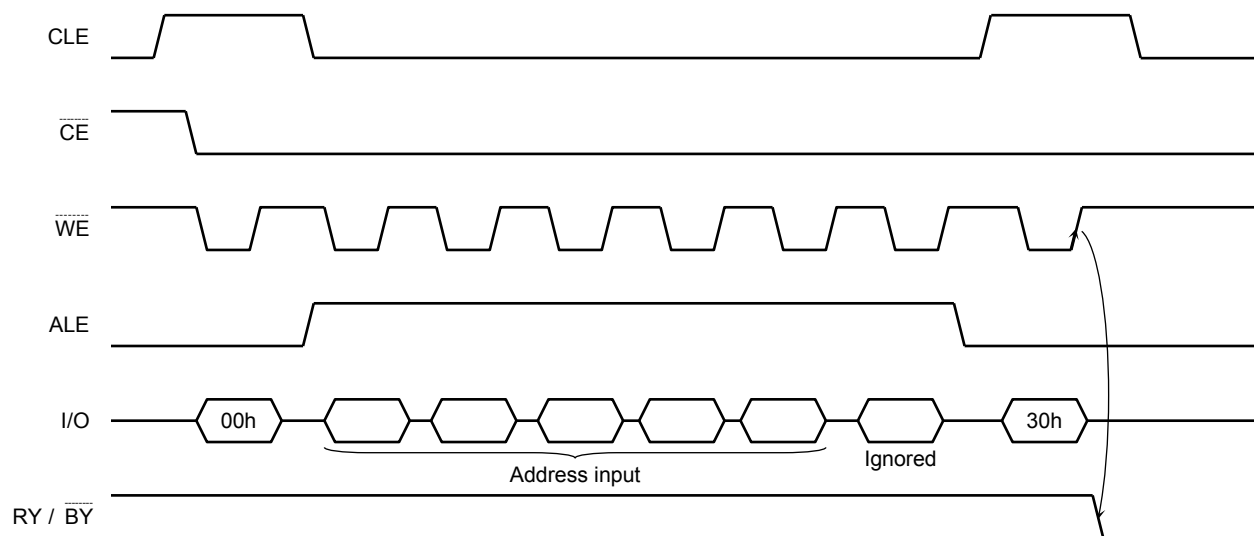 CLE
CE
WE
ALE
I/O
00h
30h
Ignored
Address input
RY / BY